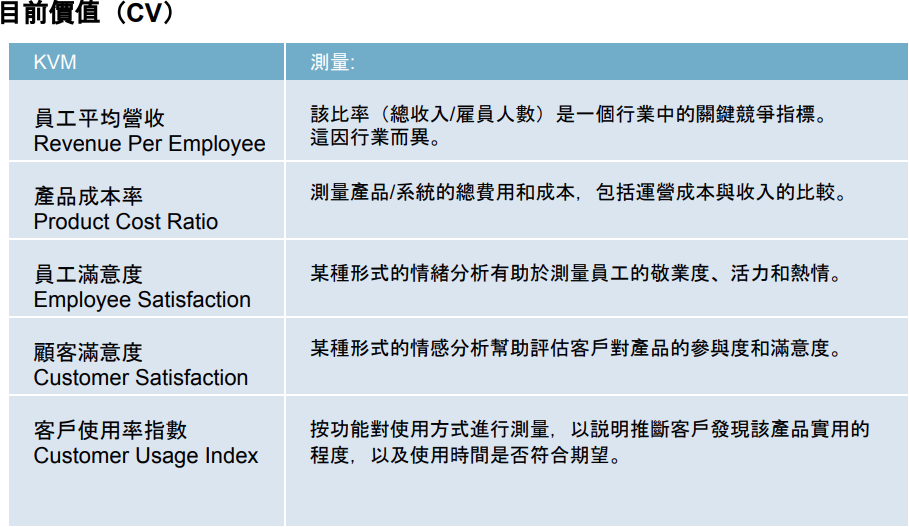 目前價值（CV）
KVM
測量:
員工平均營收
Revenue Per Employee
該比率（總收入/雇員人數）是一個行業中的關鍵競爭指標。
這因行業而異。
產品成本率
Product Cost Ratio
測量產品/系統的總費用和成本，包括運營成本與收入的比較。
員工滿意度
Employee Satisfaction
某種形式的情緒分析有助於測量員工的敬業度、活力和熱情。
顧客滿意度
Customer Satisfaction
某種形式的情感分析幫助評估客戶對產品的參與度和滿意度。
客戶使用率指數
Customer Usage Index
按功能對使用方式進行測量，以説明推斷客戶發現該產品實用的
程度，以及使用時間是否符合期望。